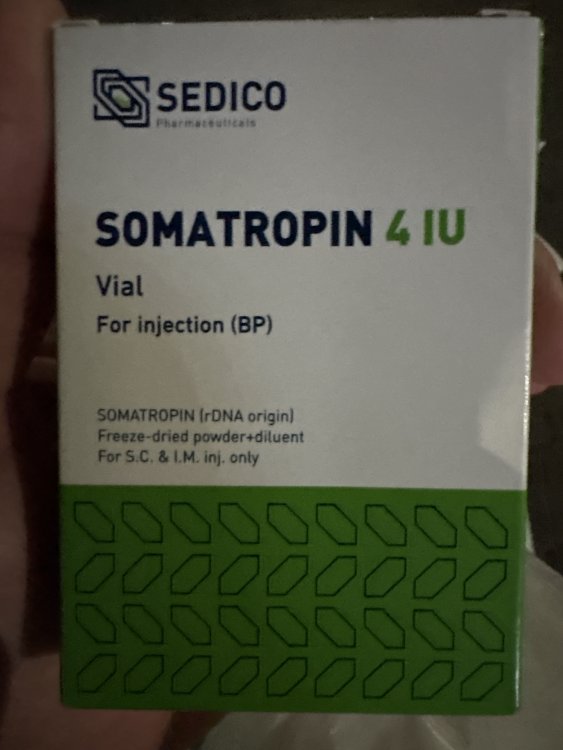 SEDICO
Pharmaceuticals
SOMATROPIN 4 IU
Vial
For injection (BP)
SOMATROPIN (rDNA origin)
Freeze-dried powder+diluent
For S.C. & I.M. inj. only